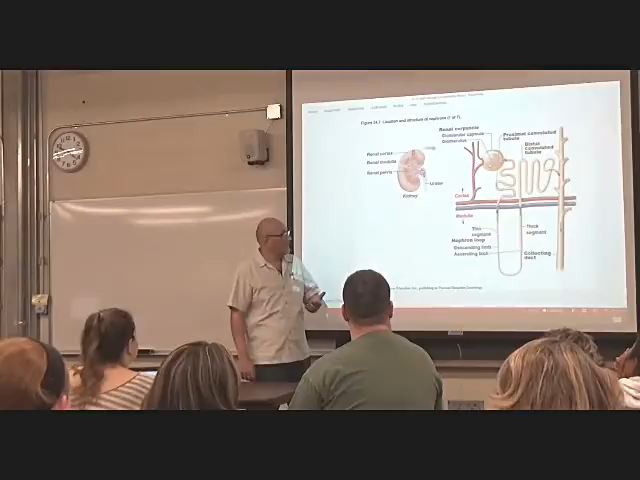 Figure 24.1 Location and structure of nephrons (1 of 7).
Renal corpuscle
Glomerular capsule
Glomerulus
Proximal convoluted
tubule
Distal
convoluted
tubule
Renal cortex
Renal medulla
Renal pelvis
Ureter
Kidney
Cortex
Medulla
Thin
segment
Thick
segment
Nephron loop
Descending limb
Ascending limb
Collecting
duct